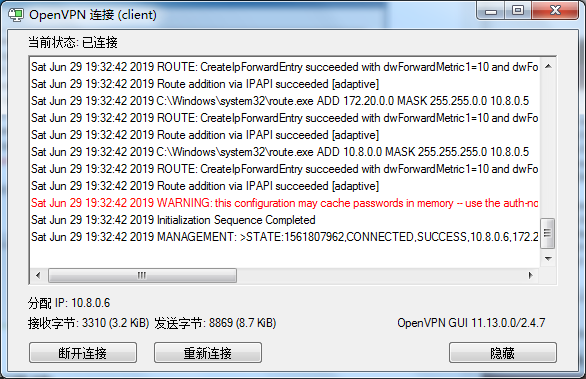 OpenVPN 连接 (client)
当前状态: 已连接
Sat Jun 29 19:32:42 2019 ROUTE: CreateIpForwardEntry succeeded with dwForwardMetric1=10 and dwFo
Sat Jun 29 19:32:42 2019 Route addition via IPAPI succeeded [adaptive]
Sat Jun 29 19:32:42 2019 C:\Windows\system32\route.exe ADD 172.20.0.0 MASK 255.255.0.0 10.8.0.5
Sat Jun 29 19:32:42 2019 ROUTE: CreateIpForwardEntry succeeded with dwForwardMetric1=10 and dwFo
Sat Jun 29 19:32:42 2019 Route addition via IPAPI succeeded [adaptive]
Sat Jun 29 19:32:42 2019 C:\Windows\system32\route.exe ADD 10.8.0.0 MASK 255.255.255.0 10.8.0.5
Sat Jun 29 19:32:42 2019 ROUTE: CreateIpForwardEntry succeeded with dwForwardMetric1=10 and dwFo
Sat Jun 29 19:32:42 2019 Route addition via IPAPI succeeded [adaptive]
Sat Jun 29 19:32:42 2019 WARNING: this configuration may cache passwords in memory -- use the auth-no
Sat Jun 29 19:32:42 2019 Initialization Sequence Completed
Sat Jun 29 19:32:42 2019 MANAGEMENT: >STATE:1561807962,CONNECTED,SUCCESS,10.8.0.6,172.2
分配 IP: 10.8.0.6
接收字节: 3310 (3.2 KiB) 发送字节: 8869 (8.7 KiB) OpenVPN GUI 11.13.0.0/2.4.7
断开连接 重新连接 隐藏